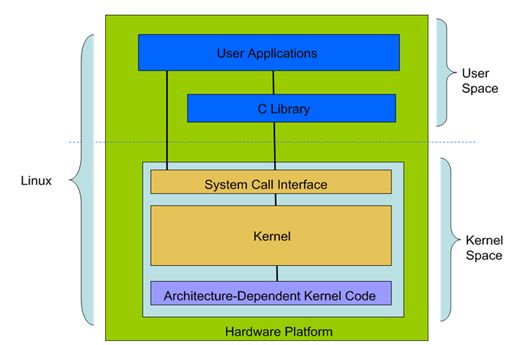 User Applications
User
Space
C Library
Linux
System Call Interface
Kernel
Kernel
Space
Architecture-Dependent Kernel Code
Hardware Platform